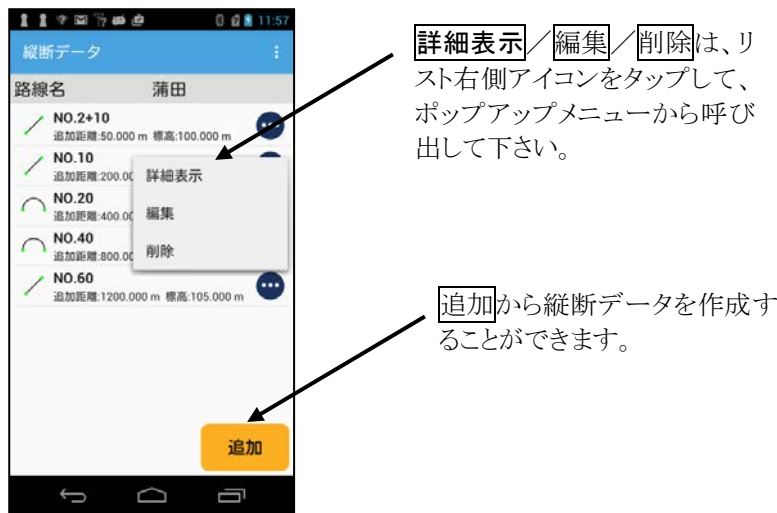 11:57
縦断データ
路線名 蒲田
NO.2+10
追加距離:50.000 m 標高:100.000 m
NO.10
追加距離:200.00
NO.20
追加距離:400.00
NO.40
追加距離:800.00
NO.60
追加距離:1200.000 m 標高:105.000 m
詳細表示
編集
削除
追加
詳細表示／編集／削除は、リ
スト右側アイコンをタップして、
ポップアップメニューから呼び
出して下さい。
追加から縦断データを作成す
ることができます。